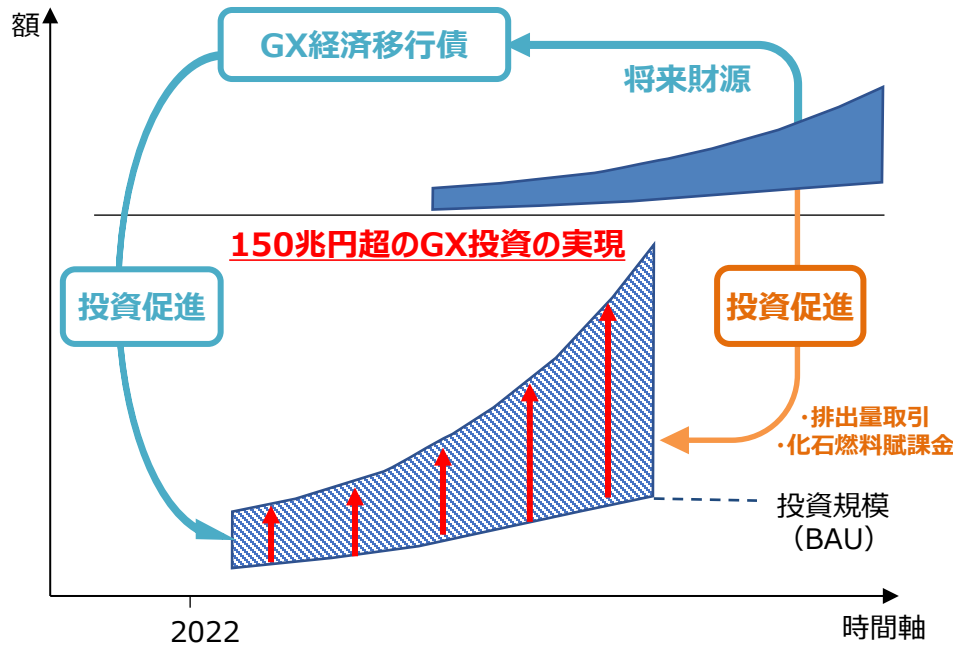 額
GX経済移行債
将来財源
150兆円超のGX投資の実現
投資促進
投資促進
・排出量取引
・化石燃料賦課金
投資規模
（BAU）
2022
時間軸